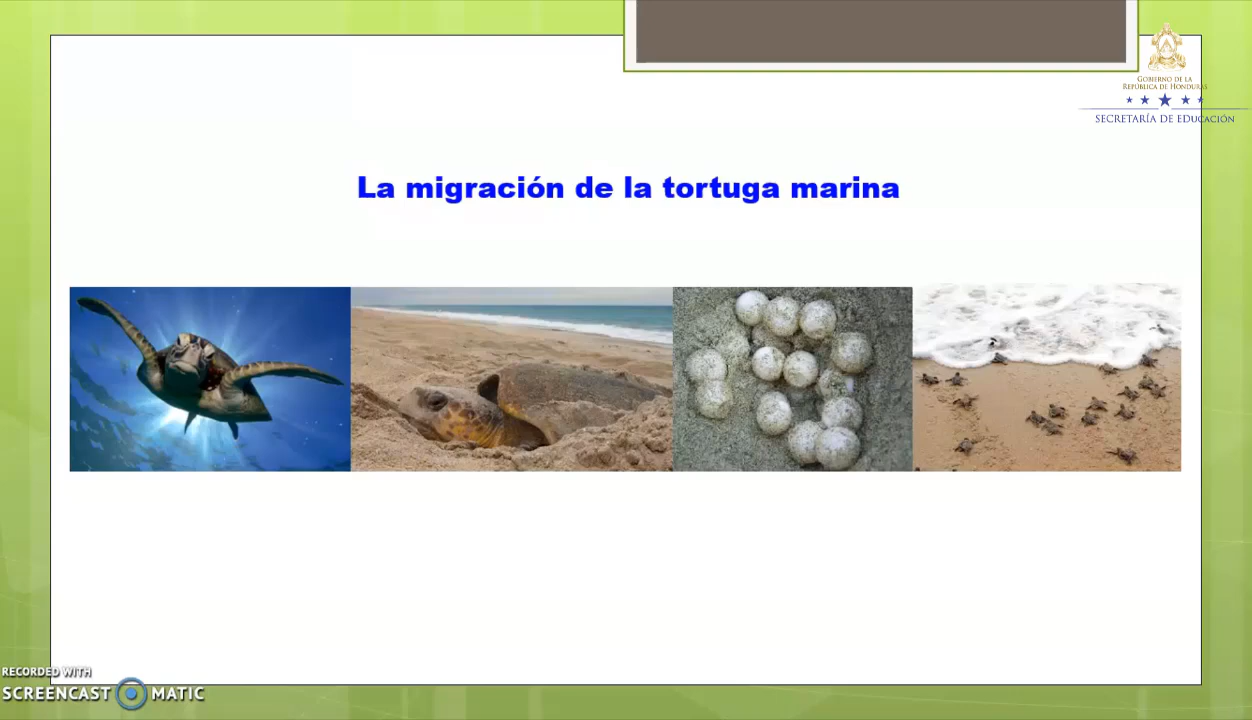 GOBIERNO DE LA
REPÚBLICA DE HONDURAS
SECRETARÍA DE EDUCACIÓN
La migración de la tortuga marina
RECORDED WITH
SCREENCAST MATIC